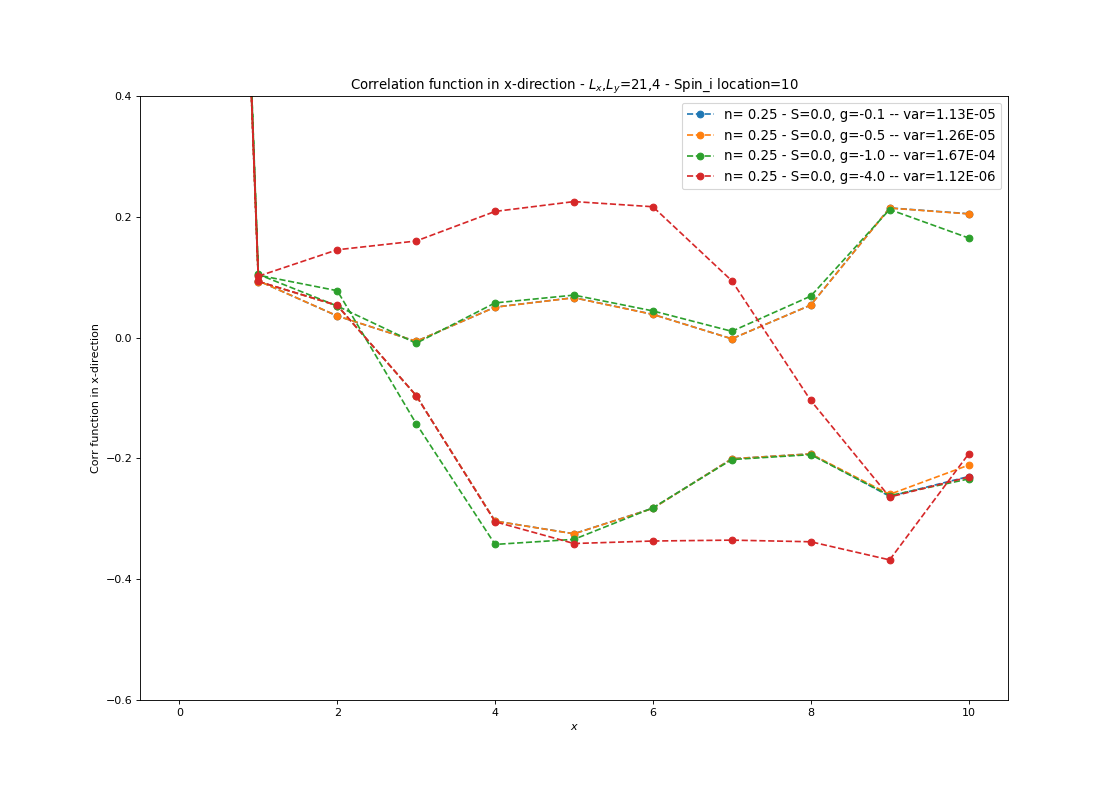 Correlation function in x-direction - Lx,Ly=21,4 - Spin_i location=10
n= 0.25 - S=0.0, g=-0.1 -- var=1.13E-05
n= 0.25 - S=0.0, g=-0.5 -- var=1.26E-05
n= 0.25 - S=0.0, g=-1.0 -- var=1.67E-04
n= 0.25 - S=0.0, g=-4.0 -- var=1.12E-06
Corr function in x-direction
0.4
0.2
0.0
−0.2
−0.4
−0.6
0 2 4 6 8 10
x